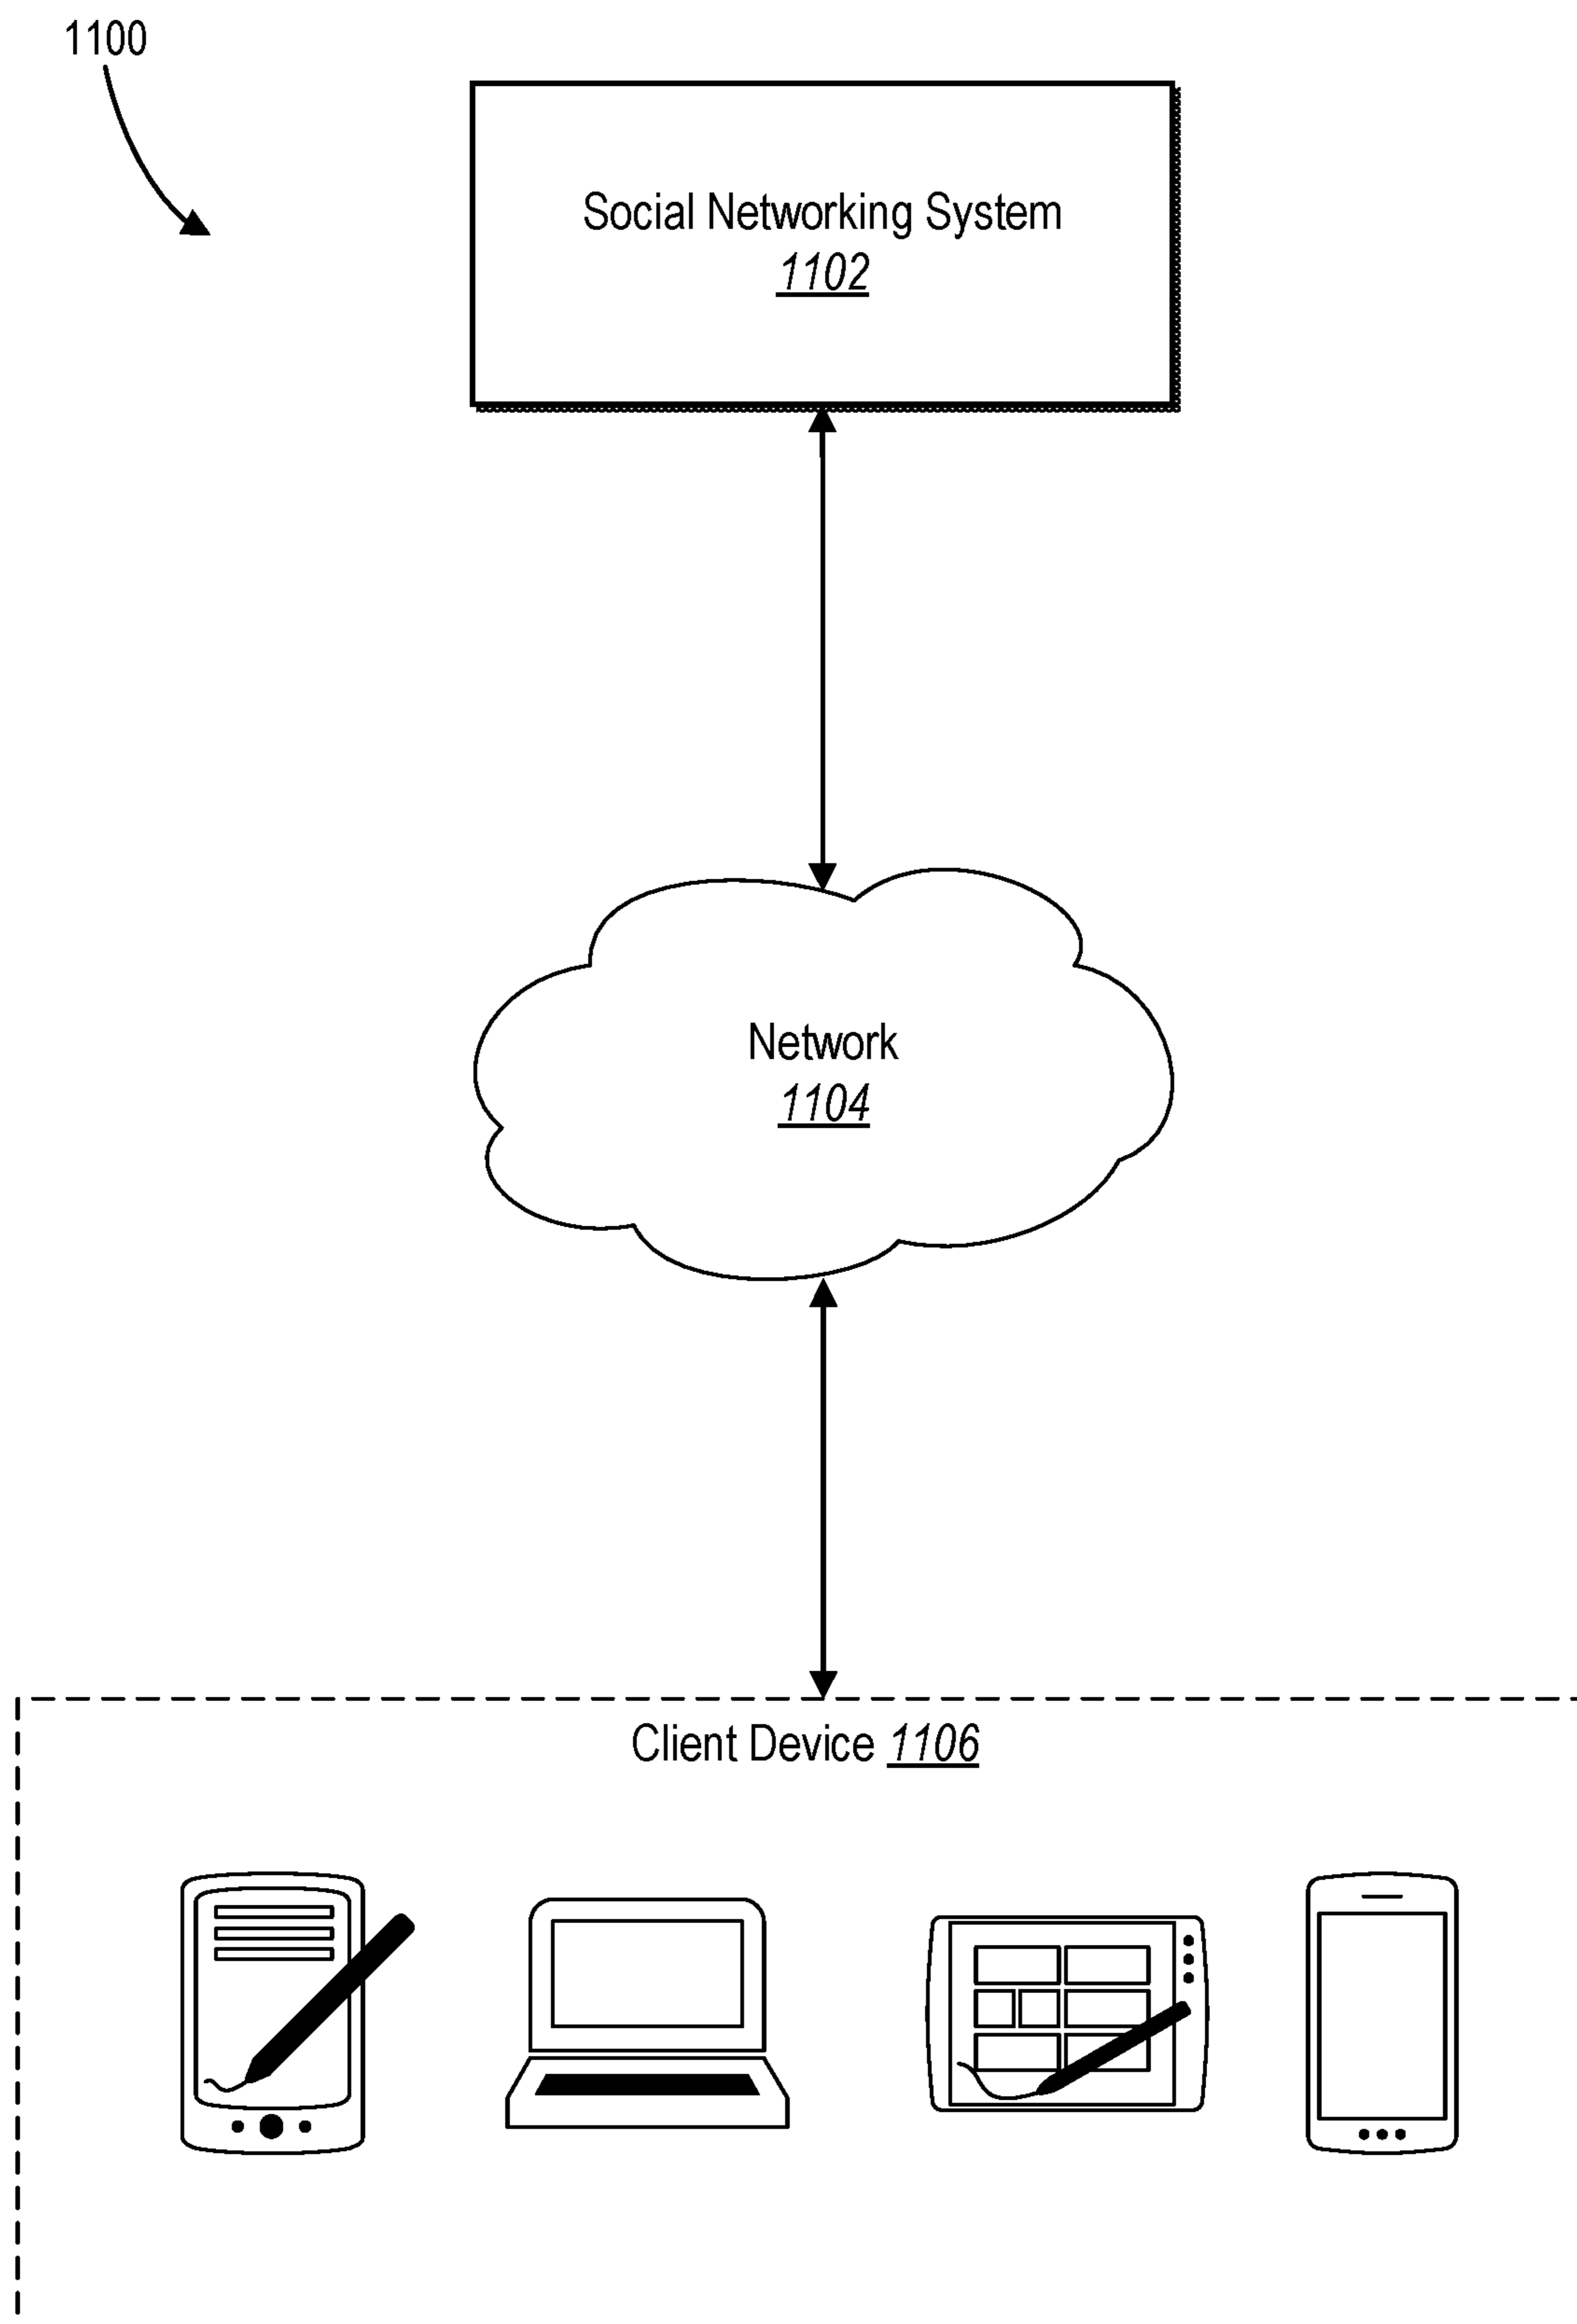 1100
Social Networking System
1102
Network
1104
Client Device 1106